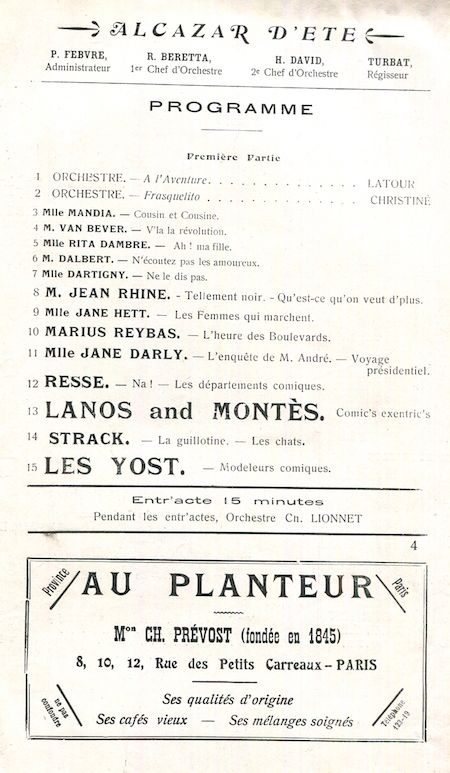 ALCAZAR D'ETE
P. FEBVRE, R. BERETTA, H. DAVID, TURBAT,
Administrateur 1er Chef d'Orchestre 2e Chef d'Orchestre Régisseur
PROGRAMME
Première Partie
1 ORCHESTRE. — A l'Aventure. . . . . . . . . . . . . LATOUR
2 ORCHESTRE. — Frasquelito . . . . . . . . . . . . . CHRISTINÉ
3 Mlle MANDIA. — Cousin et Cousine.
4 M. VAN BEVER. — V'la la révolution.
5 Mlle RITA DAMBRE. — Ah ! ma fille.
6 M. DALBERT. — N'écoutez pas les amoureux.
7 Mlle DARTIGNY. — Ne le dis pas.
8 M. JEAN RHINE. - Tellement noir. - Qu'est-ce qu'on veut d'plus.
9 Mlle JANE HETT. — Les Femmes qui marchent.
10 MARIUS REYBAS. — L'heure des Boulevards.
11 Mlle JANE DARLY. — L'enquête de M. André. — Voyage
présidentiel.
12 RESSE. — Na ! — Les départements comiques.
13 LANOS and MONTÈS. Comic's exentric's
14 STRACK. — La guillotine. — Les chats.
15 LES YOST. — Modeleurs comiques.
Entr'acte 15 minutes
Pendant les entr'actes, Orchestre Ch. LIONNET
4
Province
AU PLANTEUR
Paris
Mon CH. PRÉVOST (fondée en 1845)
8, 10, 12, Rue des Petits Carreaux — PARIS
ne pas
confondre
Ses qualités d'origine
Ses cafés vieux — Ses mélanges soignés
Téléphone
123-19